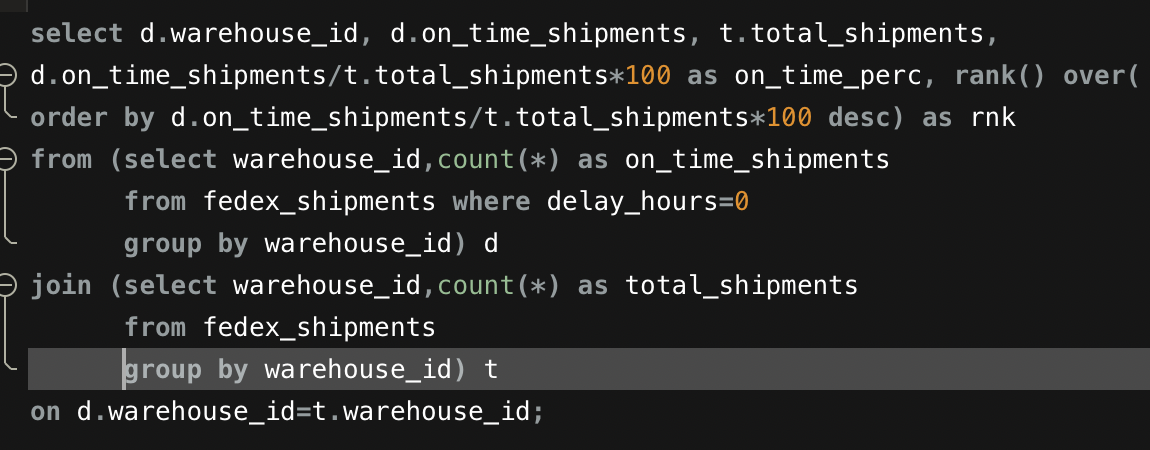 select d.warehouse_id, d.on_time_shipments, t.total_shipments,
d.on_time_shipments/t.total_shipments*100 as on_time_perc, rank() over(
order by d.on_time_shipments/t.total_shipments*100 desc) as rnk
from (select warehouse_id,count(*) as on_time_shipments
from fedex_shipments where delay_hours=0
group by warehouse_id) d
join (select warehouse_id,count(*) as total_shipments
from fedex_shipments
group by warehouse_id) t
on d.warehouse_id=t.warehouse_id;